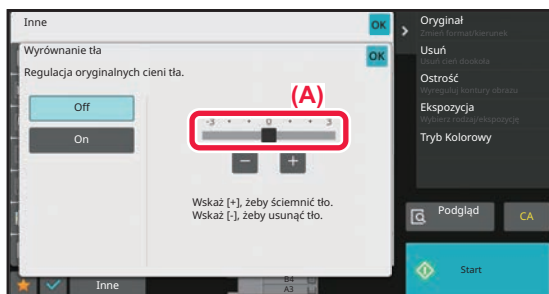 Inne
OK
Wyrównanie tła
OK
Regulacja oryginalnych cieni tła.
Off
On
(A)
-3 • • 0 • • 3
−
+
Wskaż [+], żeby ściemnić tło.
Wskaż [-], żeby usunąć tło.
Oryginał
Zmień format/kierunek
Usuń
Usuń cień dookoła
Ostrość
Wyreguluj kontury obrazu
Ekspozycja
Wybierz rodzaj/ekspozycję
Tryb Kolorowy
Podgląd
CA
Start
Inne
B4
A3